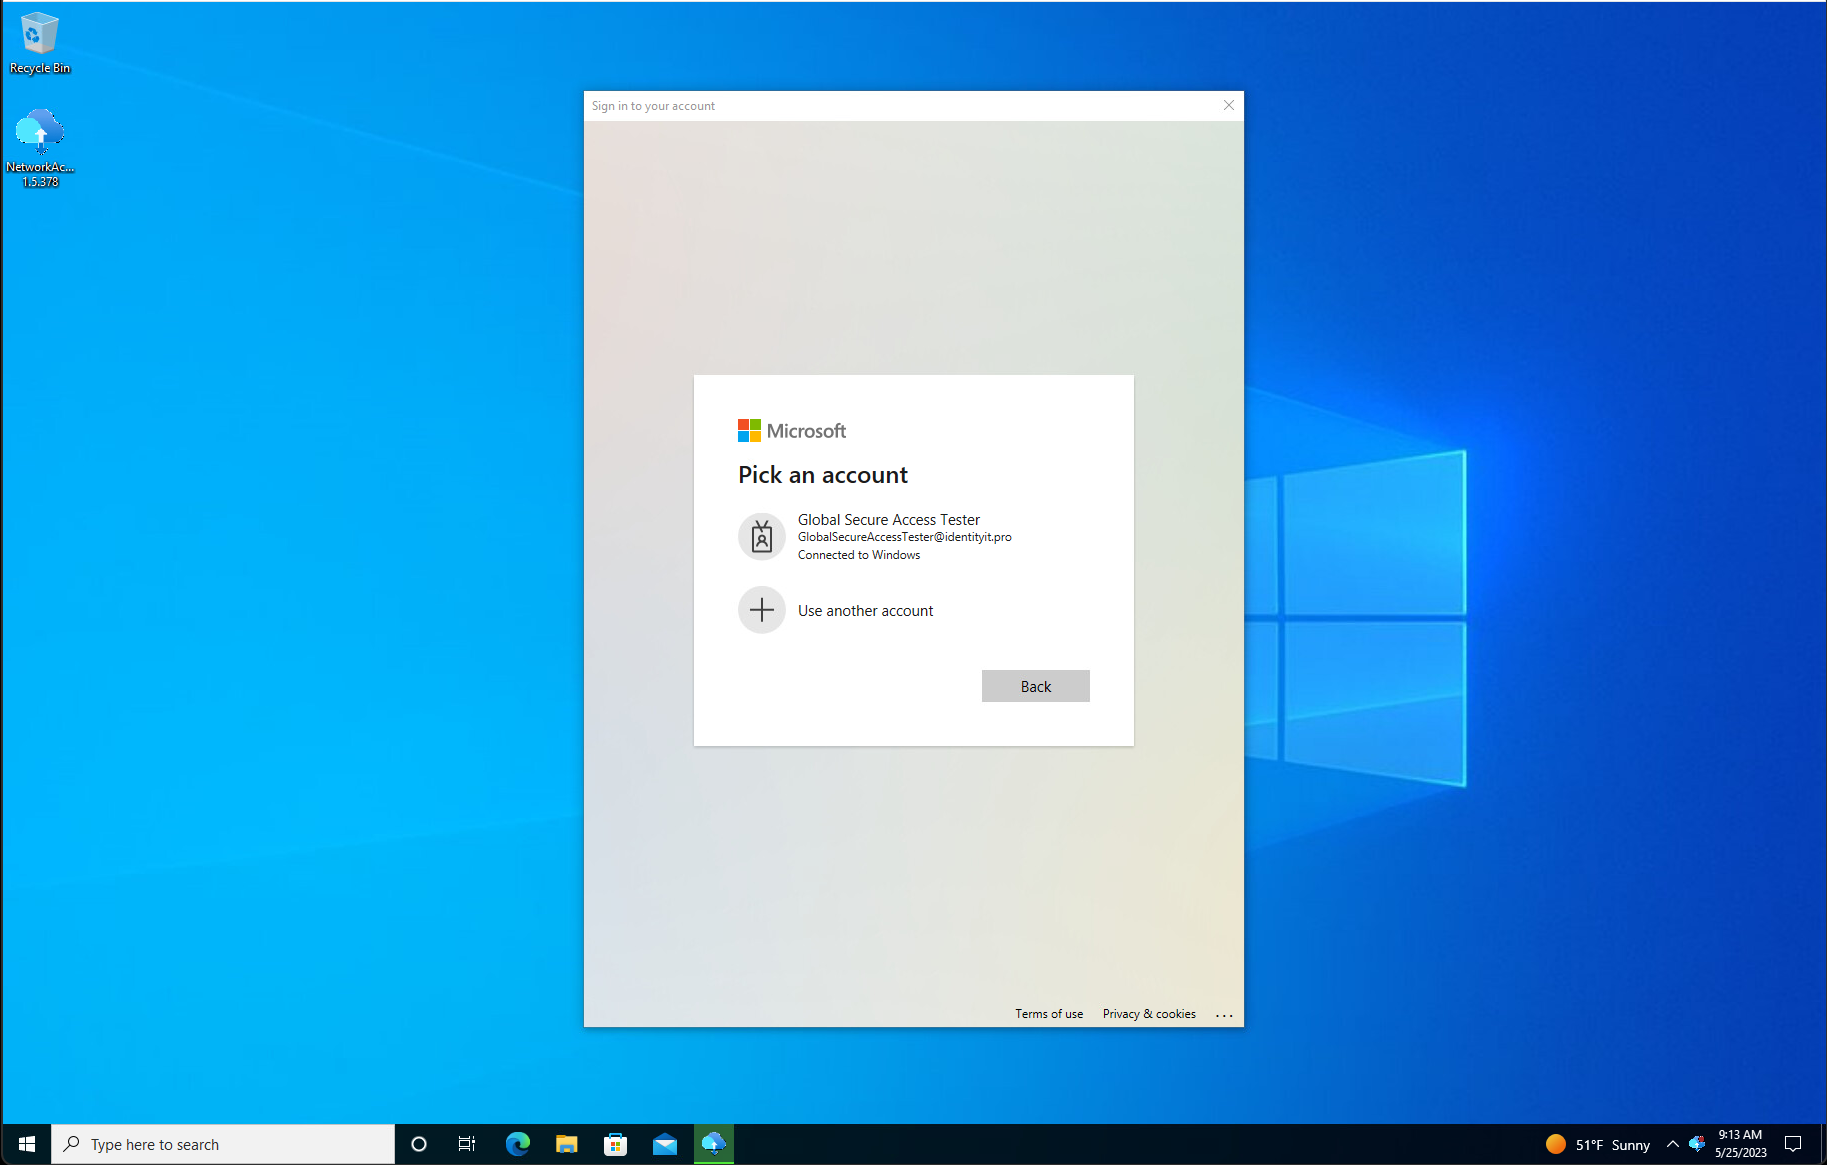 Recycle Bin
NetworkAc...
1.5.378
Sign in to your account
Microsoft
Pick an account
Global Secure Access Tester
GlobalSecureAccessTester@identityit.pro
Connected to Windows
Use another account
Back
Terms of use Privacy & cookies ...
Type here to search
51°F Sunny
9:13 AM
5/25/2023